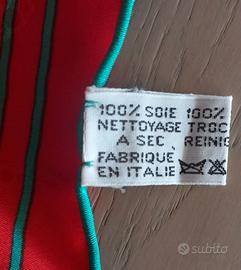 100% SOIE 100%
NETTOYAGE TROC
A SEC REINIG
FABRIQUE
EN ITALIE
subito